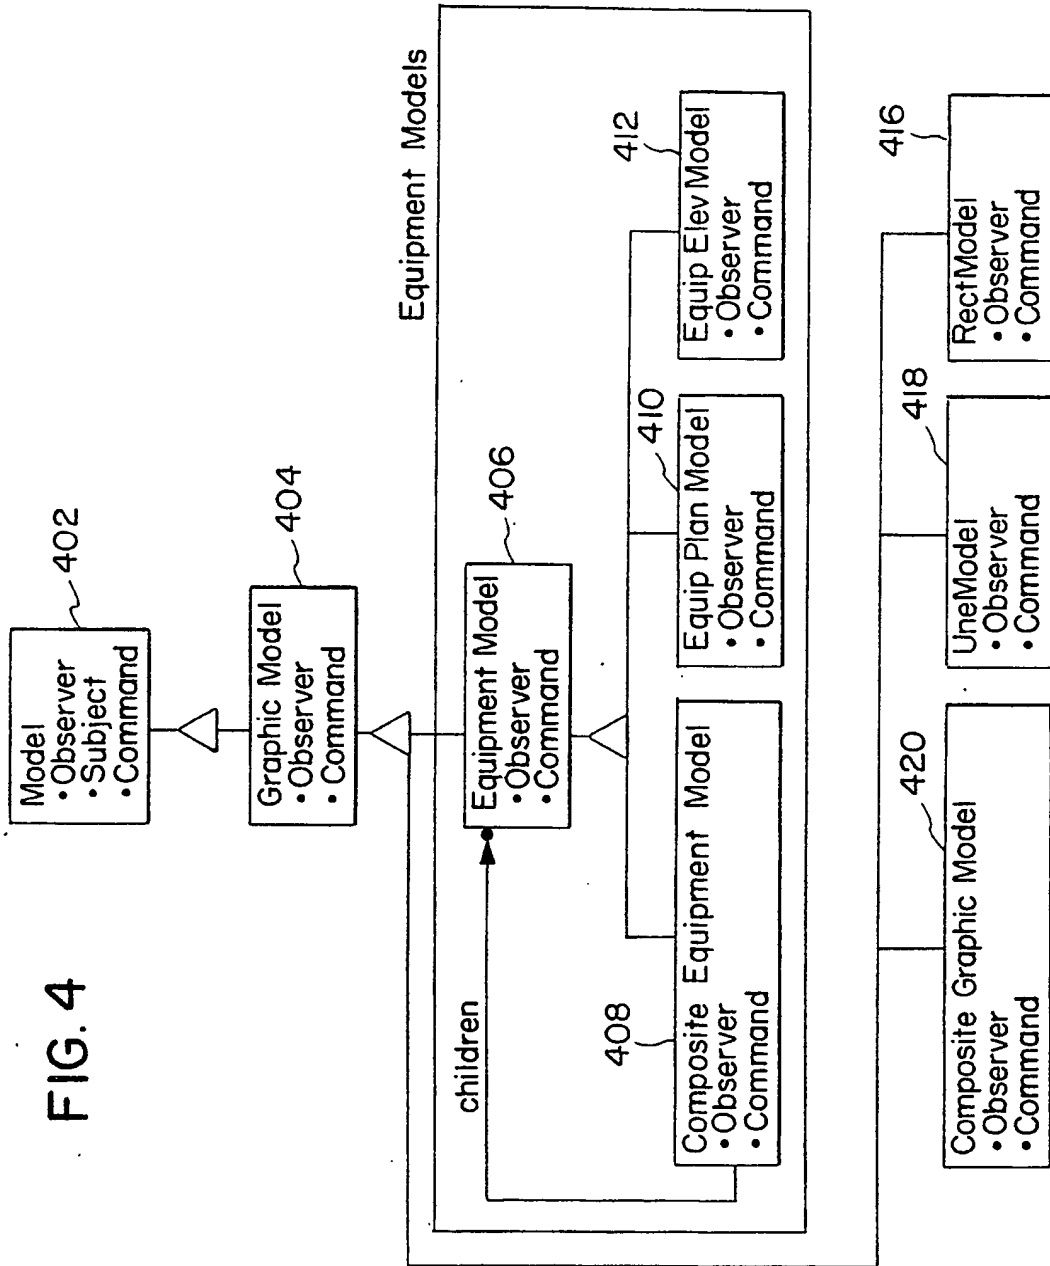 FIG. 4
Model
• Observer
• Subject
• Command
402
Graphic Model
• Observer
• Command
404
Equipment Models
Equipment Model
• Observer
• Command
406
children
Composite Equipment Model
• Observer
• Command
408
Equip Plan Model
• Observer
• Command
410
Equip Elev Model
• Observer
• Command
412
Composite Graphic Model
• Observer
• Command
420
UneModel
• Observer
• Command
418
RectModel
• Observer
• Command
416